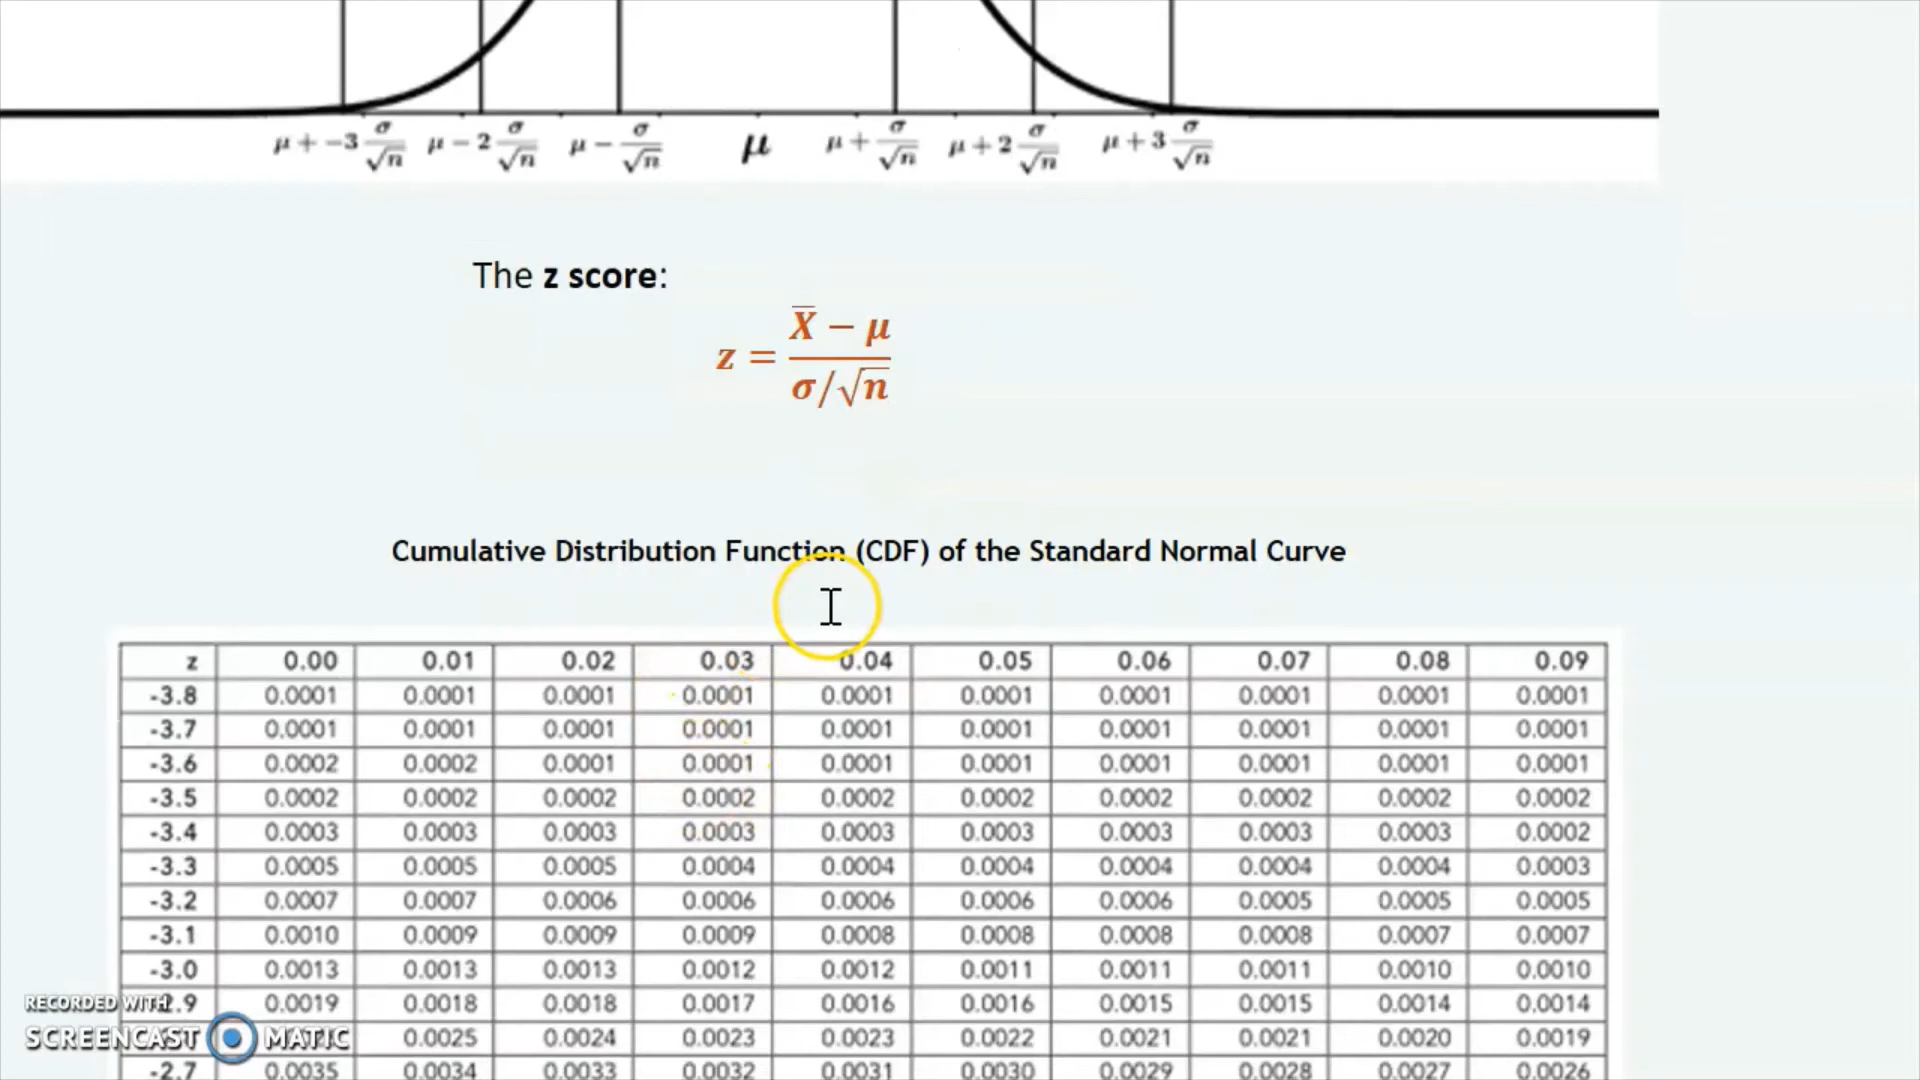 μ + −3 σ/√n μ − 2 σ/√n μ − σ/√n μ μ + σ/√n μ + 2 σ/√n μ + 3 σ/√n
The z score:
z = (X̅ − μ) / (σ/√n)
Cumulative Distribution Function (CDF) of the Standard Normal Curve
z 0.00 0.01 0.02 0.03 0.04 0.05 0.06 0.07 0.08 0.09
-3.8 0.0001 0.0001 0.0001 0.0001 0.0001 0.0001 0.0001 0.0001 0.0001 0.0001
-3.7 0.0001 0.0001 0.0001 0.0001 0.0001 0.0001 0.0001 0.0001 0.0001 0.0001
-3.6 0.0002 0.0002 0.0001 0.0001 0.0001 0.0001 0.0001 0.0001 0.0001 0.0001
-3.5 0.0002 0.0002 0.0002 0.0002 0.0002 0.0002 0.0002 0.0002 0.0002 0.0002
-3.4 0.0003 0.0003 0.0003 0.0003 0.0003 0.0003 0.0003 0.0003 0.0003 0.0002
-3.3 0.0005 0.0005 0.0005 0.0004 0.0004 0.0004 0.0004 0.0004 0.0004 0.0003
-3.2 0.0007 0.0007 0.0006 0.0006 0.0006 0.0006 0.0006 0.0005 0.0005 0.0005
-3.1 0.0010 0.0009 0.0009 0.0009 0.0008 0.0008 0.0008 0.0008 0.0007 0.0007
-3.0 0.0013 0.0013 0.0013 0.0012 0.0012 0.0011 0.0011 0.0011 0.0010 0.0010
.9 0.0019 0.0018 0.0018 0.0017 0.0016 0.0016 0.0015 0.0015 0.0014 0.0014
0.0025 0.0024 0.0023 0.0023 0.0022 0.0021 0.0021 0.0020 0.0019
-2.7 0.0035 0.0034 0.0033 0.0032 0.0031 0.0030 0.0029 0.0028 0.0027 0.0026
RECORDED WITH
SCREENCAST MATIC